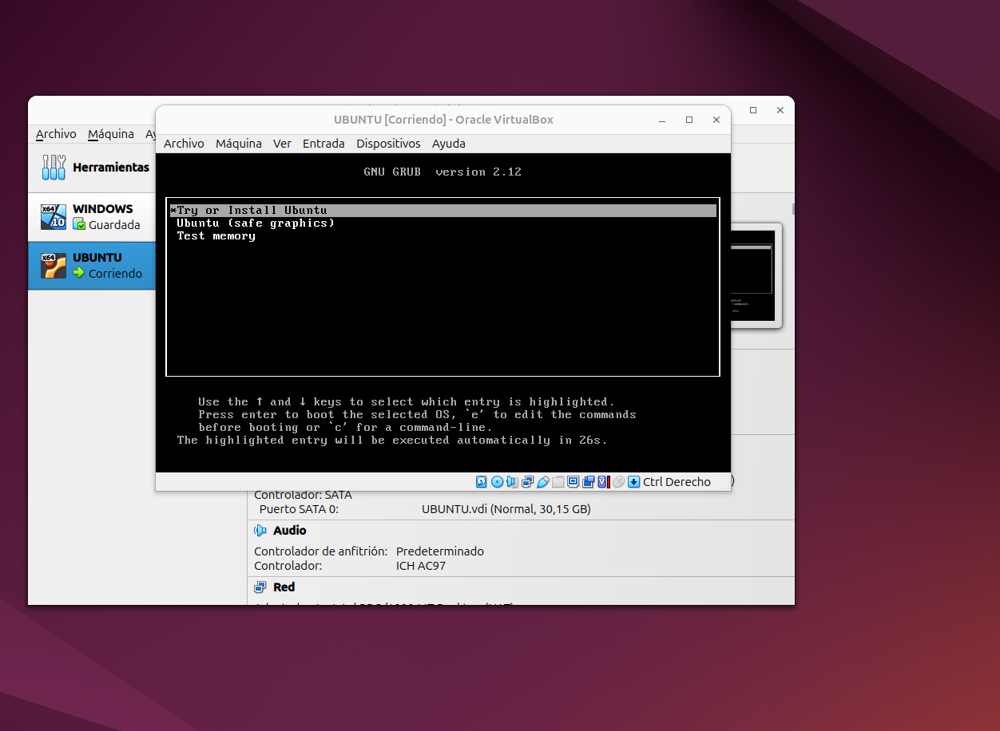 Archivo Máquina
Herramientas
x64
10
WINDOWS
Guardada
x64
UBUNTU
Corriendo
UBUNTU [Corriendo] - Oracle VirtualBox
Archivo Máquina Ver Entrada Dispositivos Ayuda
GNU GRUB version 2.12
*Try or Install Ubuntu
Ubuntu (safe graphics)
Test memory
Use the ↑ and ↓ keys to select which entry is highlighted.
Press enter to boot the selected OS, `e' to edit the commands
before booting or `c' for a command-line.
The highlighted entry will be executed automatically in 26s.
Ctrl Derecho
Controlador: SATA
Puerto SATA 0: UBUNTU.vdi (Normal, 30,15 GB)
Audio
Controlador de anfitrión: Predeterminado
Controlador: ICH AC97
Red